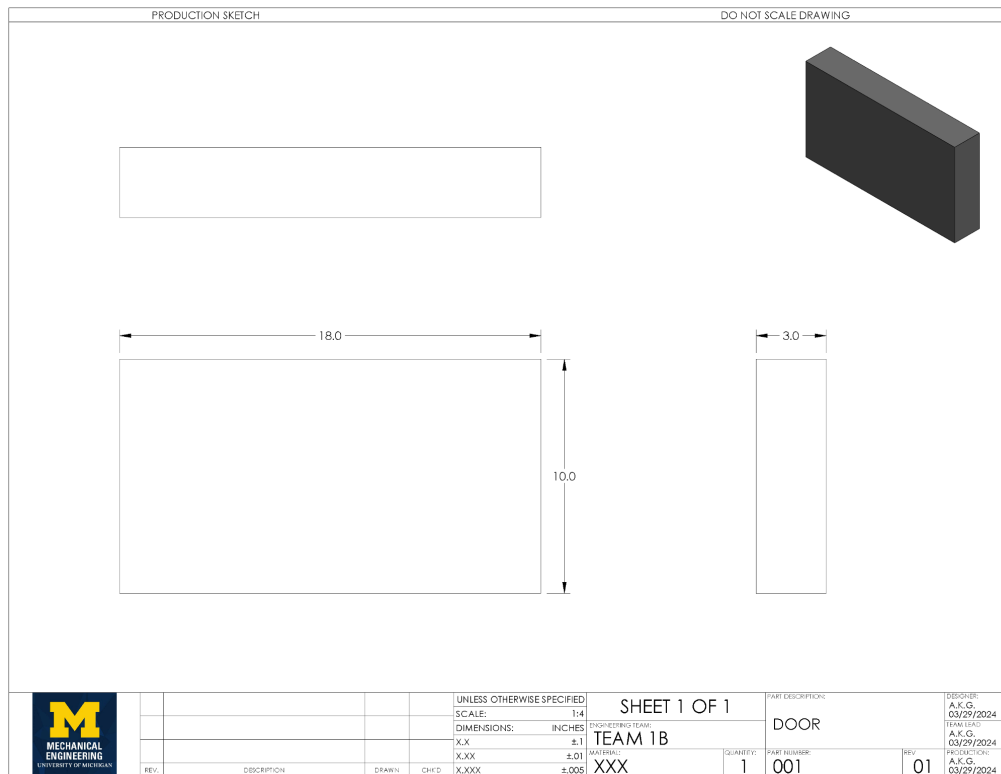 PRODUCTION SKETCH
DO NOT SCALE DRAWING
18.0
3.0
10.0
M
MECHANICAL
ENGINEERING
UNIVERSITY OF MICHIGAN
REV.
DESCRIPTION
DRAWN
CHK'D
UNLESS OTHERWISE SPECIFIED
SCALE: 1:4
DIMENSIONS: INCHES
X.X ±.1
X.XX ±.01
X.XXX ±.005
SHEET 1 OF 1
ENGINEERING TEAM:
TEAM 1B
MATERIAL:
XXX
QUANTITY:
1
PART DESCRIPTION:
DOOR
PART NUMBER:
001
REV
01
DESIGNER:
A.K.G.
03/29/2024
TEAM LEAD
A.K.G.
03/29/2024
PRODUCTION:
A.K.G.
03/29/2024